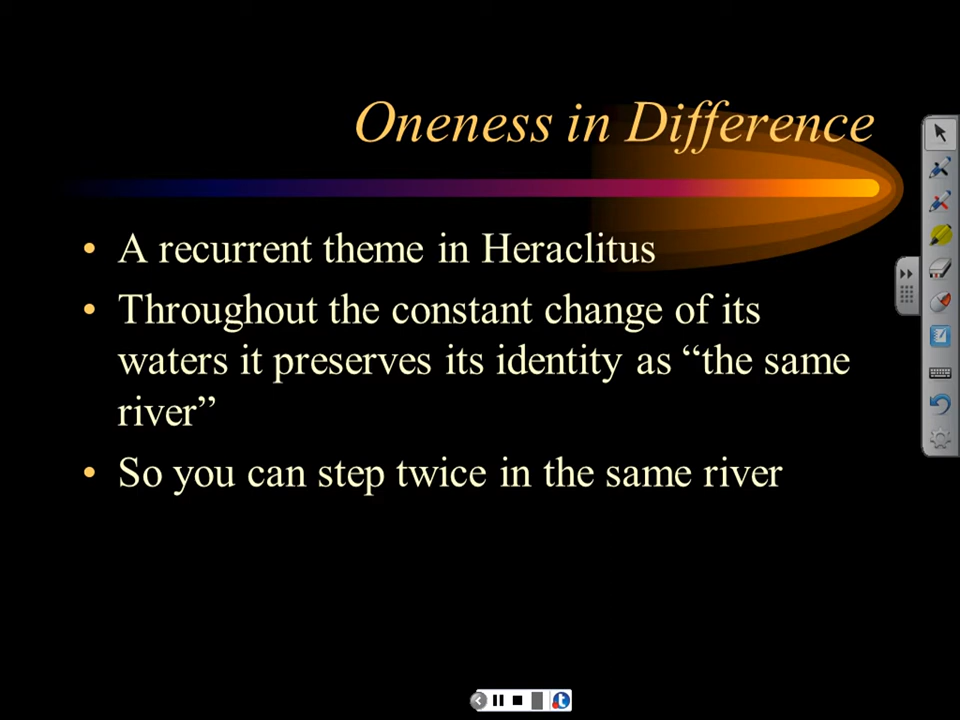 Oneness in Difference
• A recurrent theme in Heraclitus
• Throughout the constant change of its
waters it preserves its identity as “the same
river”
• So you can step twice in the same river